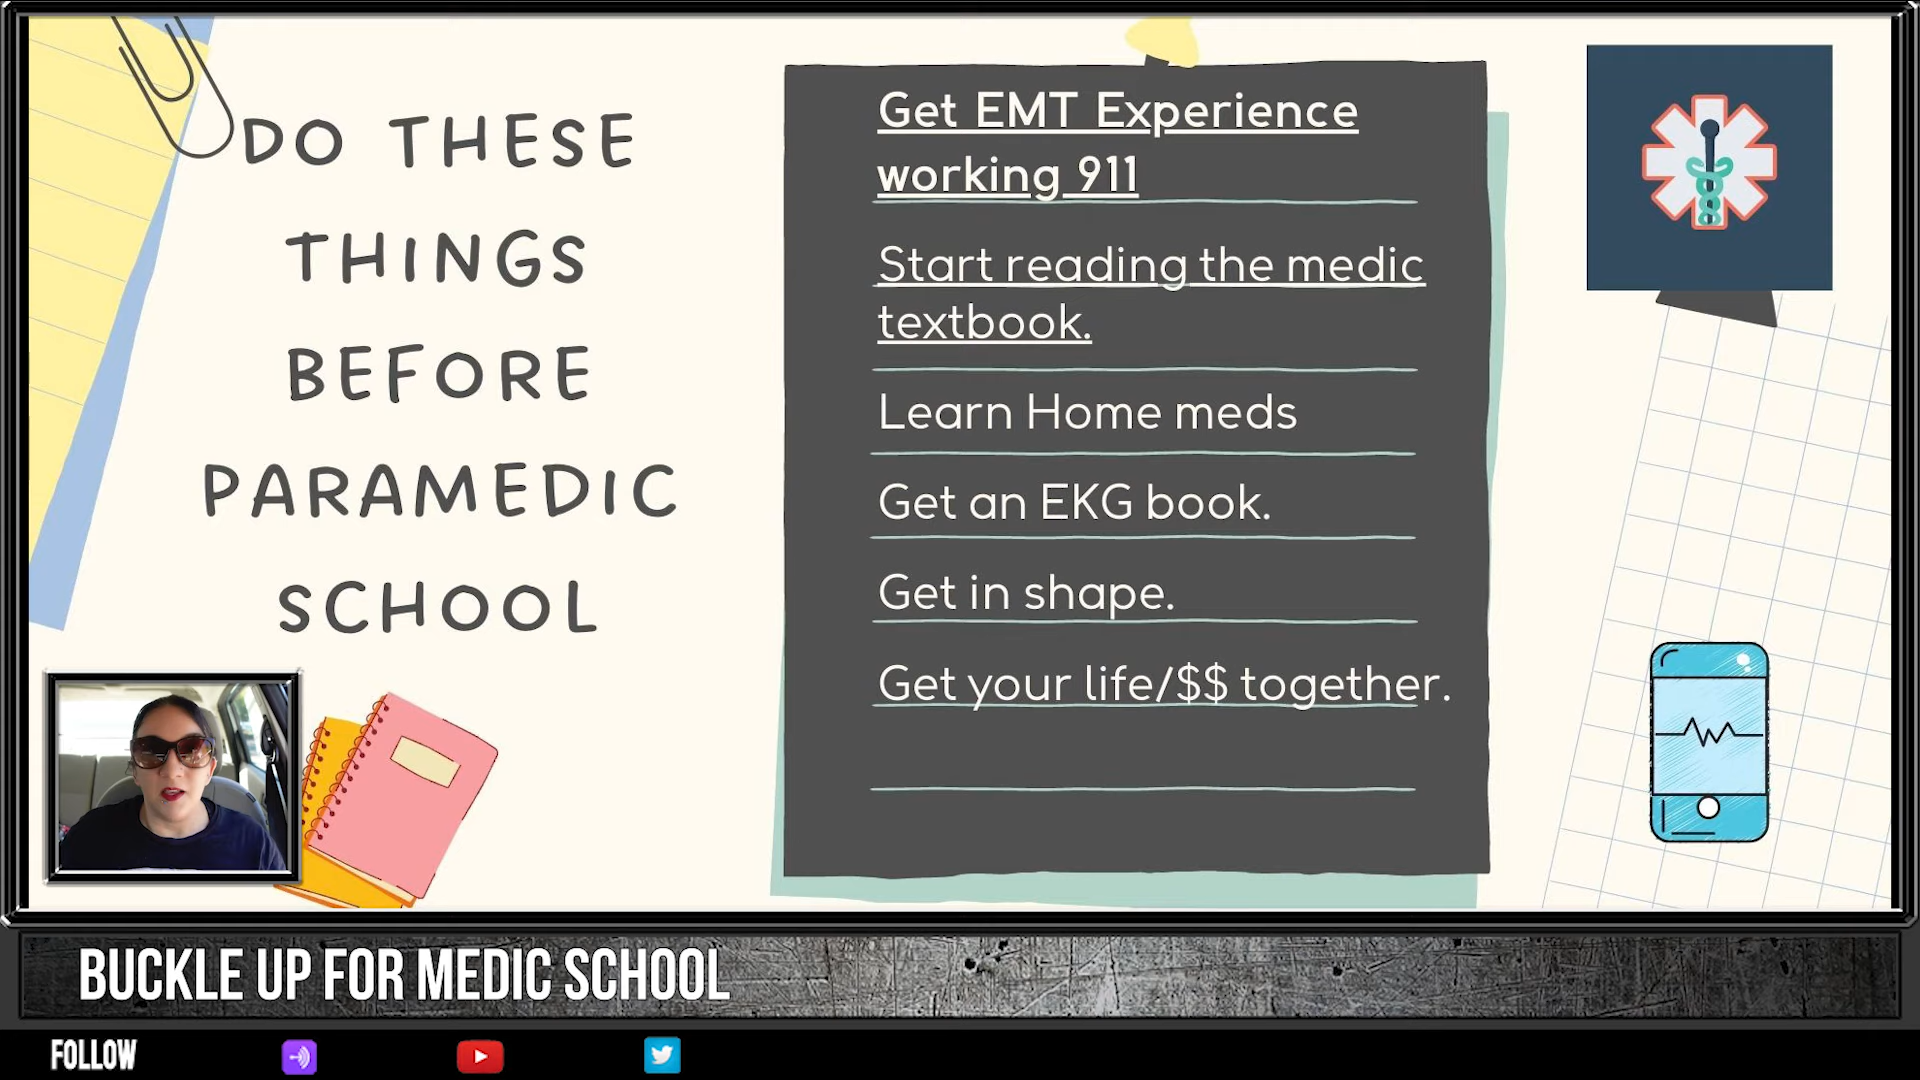 DO THESE
THINGS
BEFORE
PARAMEDIC
SCHOOL
Get EMT Experience
working 911
Start reading the medic
textbook.
Learn Home meds
Get an EKG book.
Get in shape.
Get your life/$$ together.
BUCKLE UP FOR MEDIC SCHOOL
FOLLOW